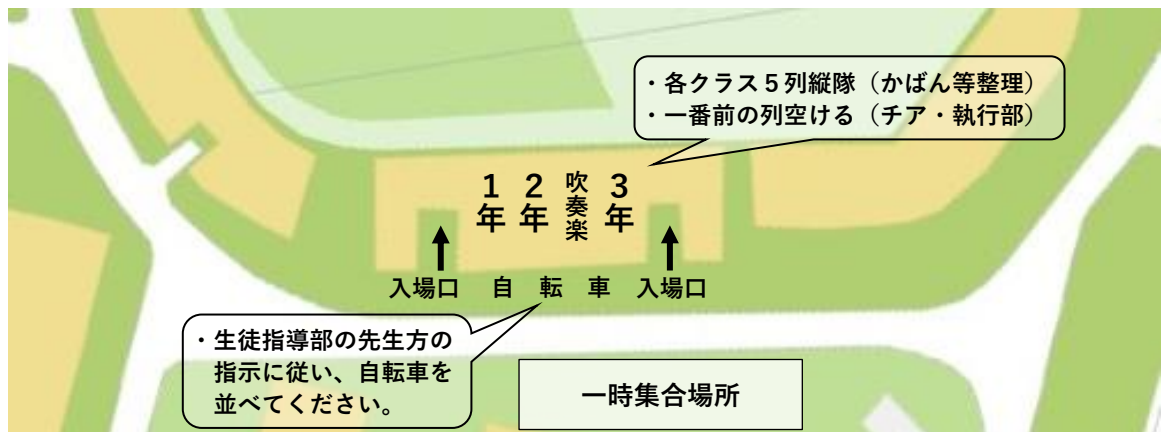 ・各クラス５列縦隊（かばん等整理）
・一番前の列空ける（チア・執行部）
1年
2年
吹奏楽
3年
入場口
自転車
入場口
・生徒指導部の先生方の
指示に従い、自転車を
並べてください。
一時集合場所